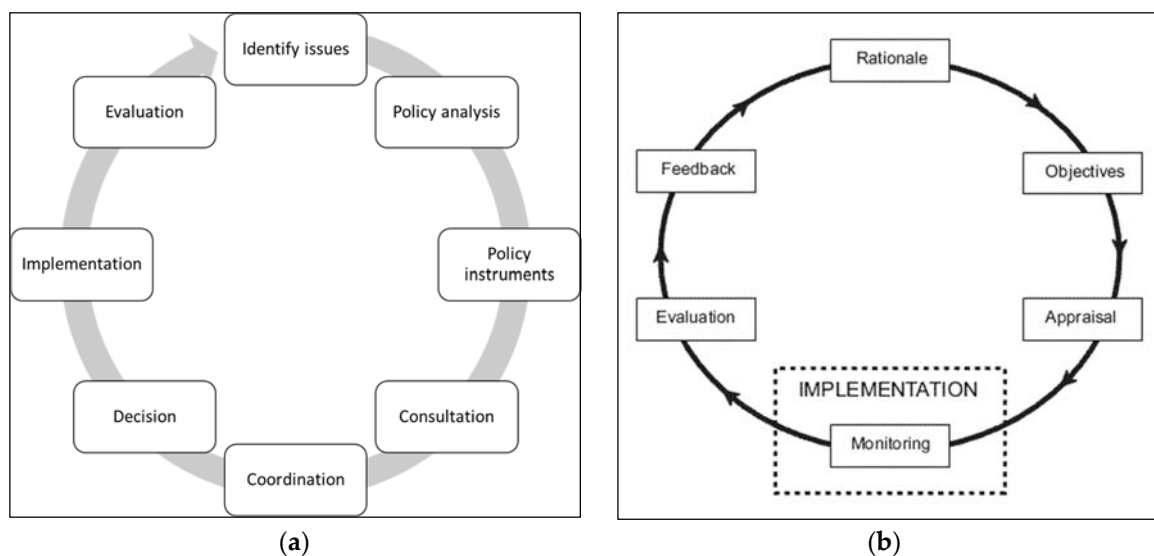 Identify issues
Policy analysis
Policy
instruments
Consultation
Coordination
Decision
Implementation
Evaluation
(a)
Rationale
Objectives
Appraisal
IMPLEMENTATION
Monitoring
Evaluation
Feedback
(b)